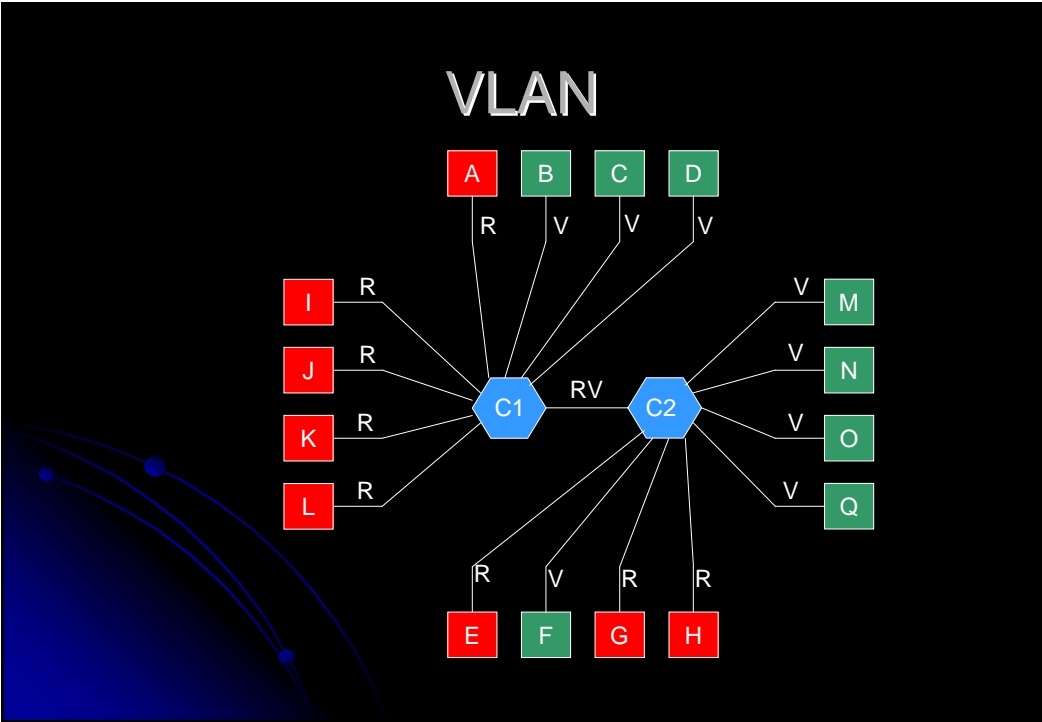 VLAN
A B C D
R V V V
I R
V M
J R
V N
RV
C1 C2
K R
V O
L R
V Q
R V R R
E F G H